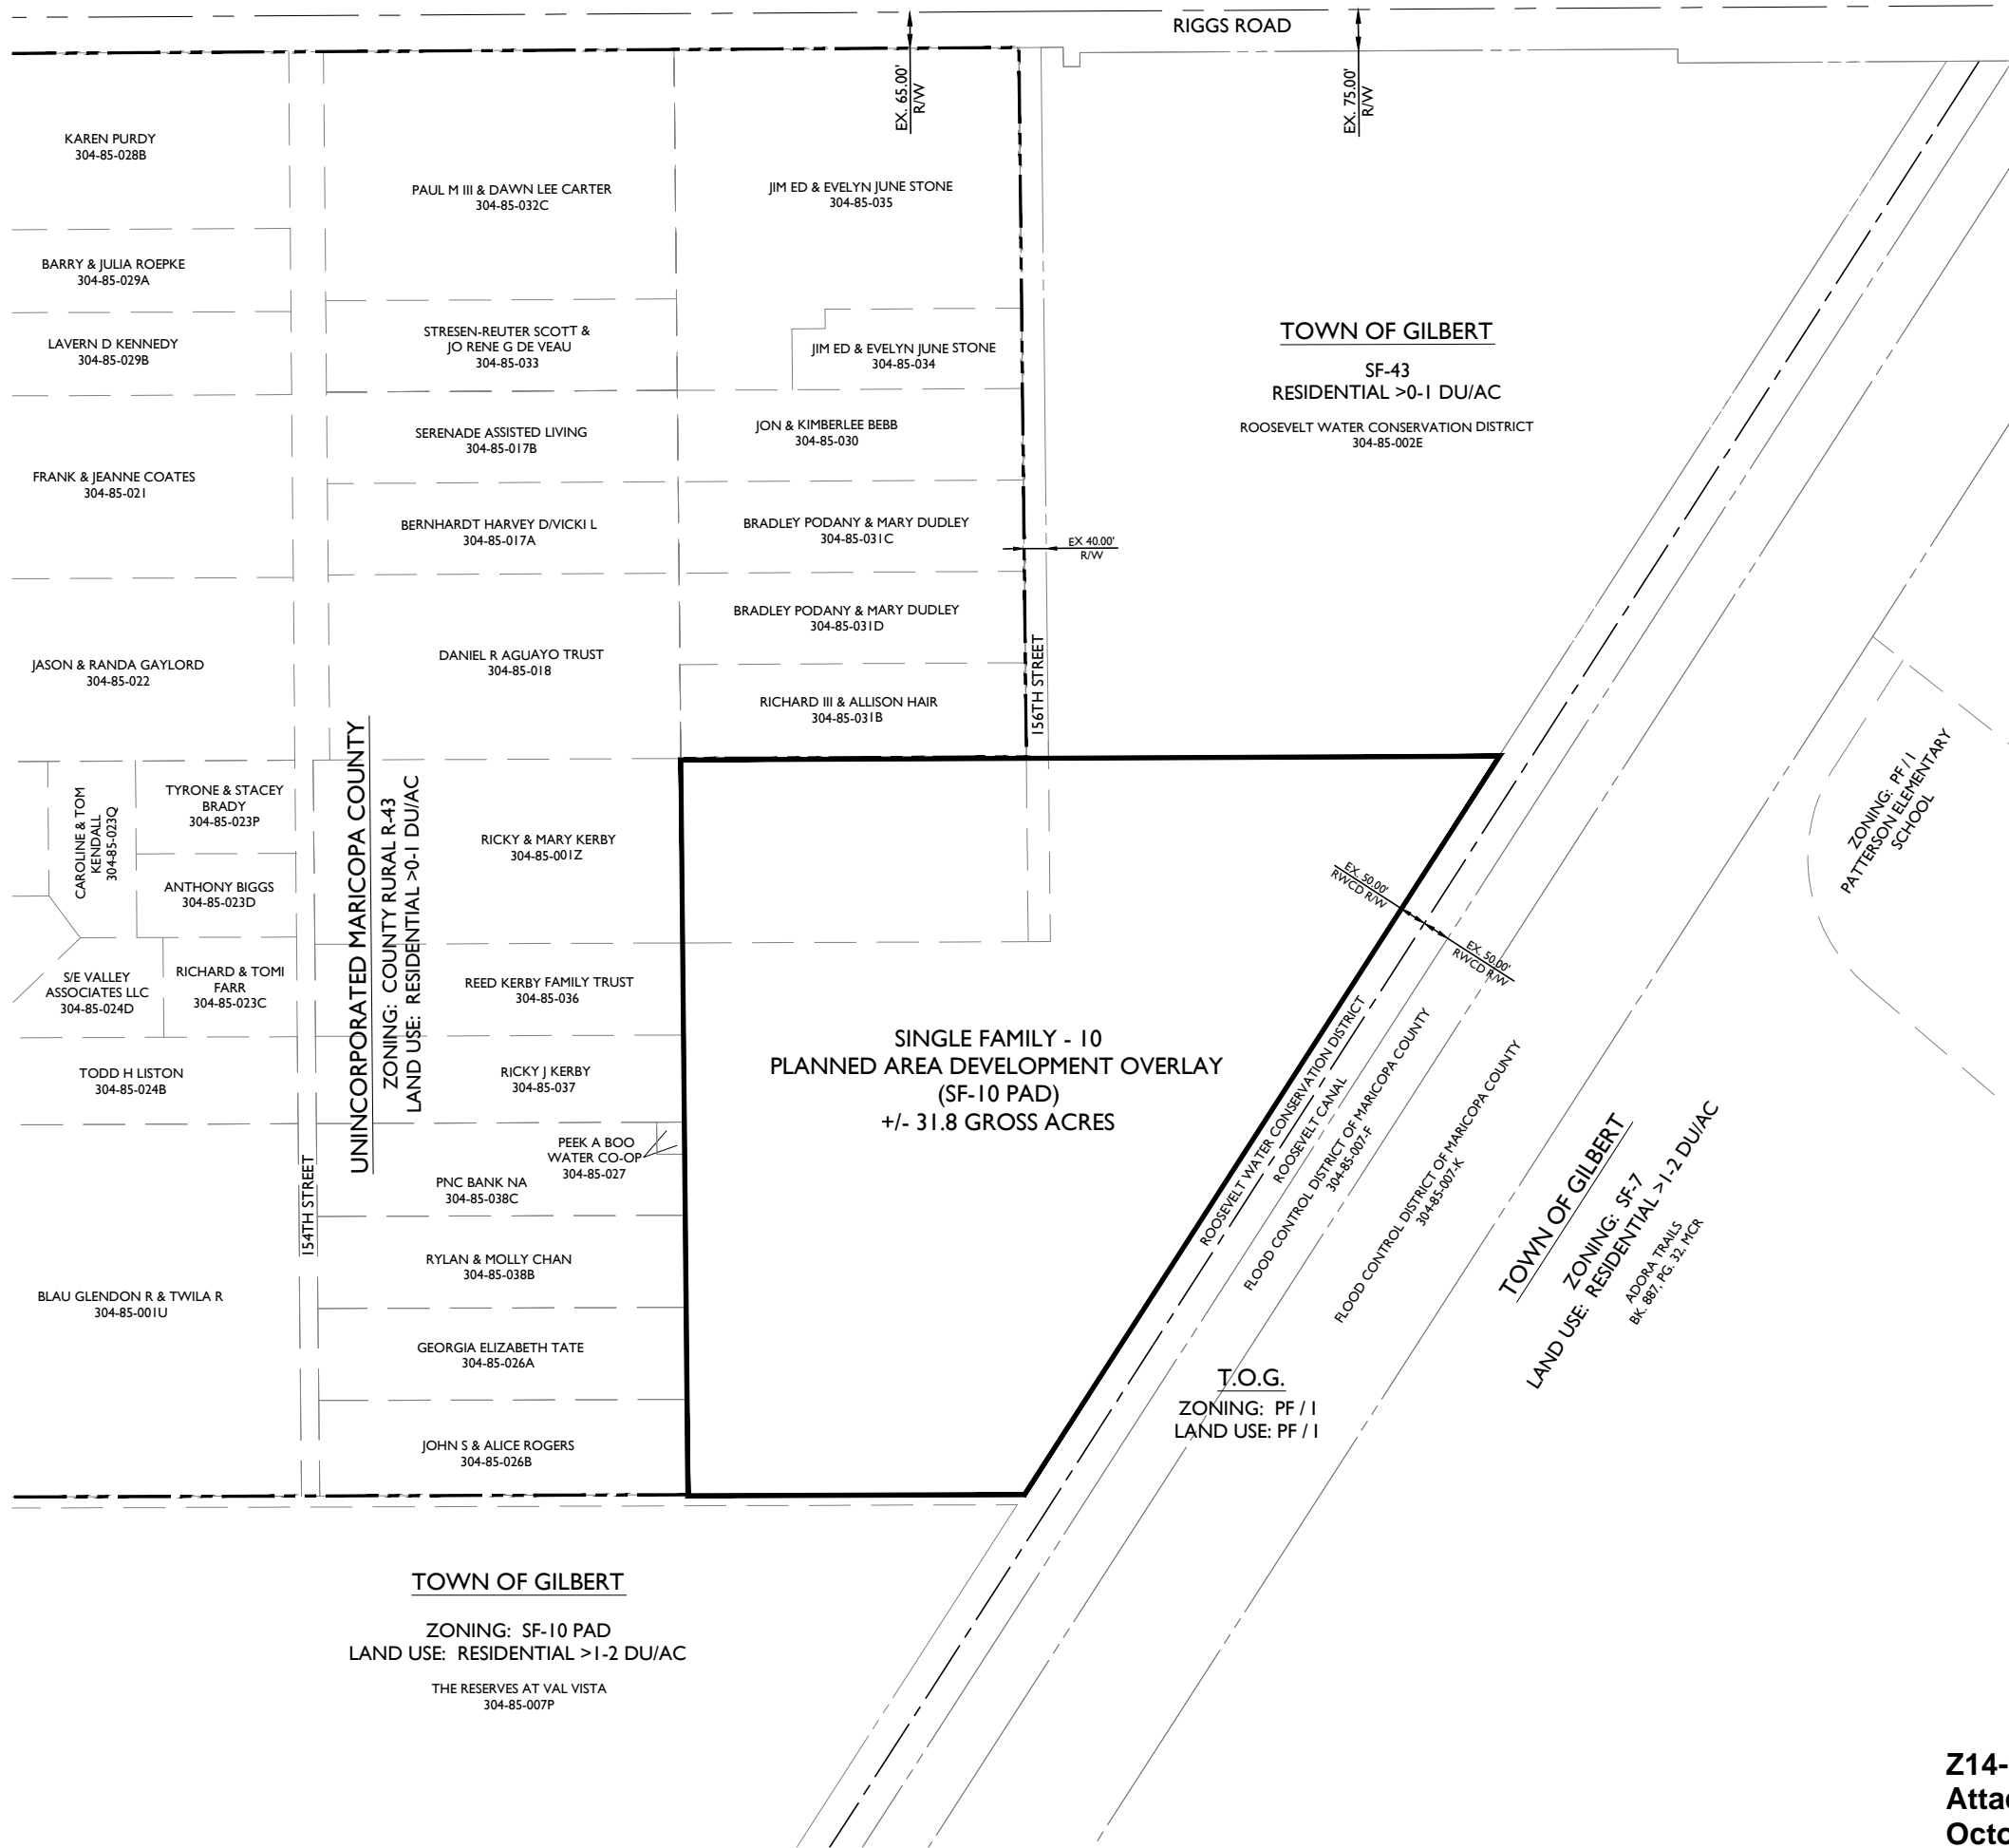 RIGGS ROAD
EX. 65.00'
R/W
EX. 75.00'
R/W
KAREN PURDY
304-85-028B
PAUL M III & DAWN LEE CARTER
304-85-032C
JIM ED & EVELYN JUNE STONE
304-85-035
BARRY & JULIA ROEPKE
304-85-029A
LAVERN D KENNEDY
304-85-029B
STRESEN-REUTER SCOTT &
JO RENE G DE VEAU
304-85-033
JIM ED & EVELYN JUNE STONE
304-85-034
TOWN OF GILBERT
SF-43
RESIDENTIAL >0-1 DU/AC
ROOSEVELT WATER CONSERVATION DISTRICT
304-85-002E
FRANK & JEANNE COATES
304-85-021
SERENADE ASSISTED LIVING
304-85-017B
JON & KIMBERLEE BEBB
304-85-030
BERNHARDT HARVEY D/VICKI L
304-85-017A
BRADLEY PODANY & MARY DUDLEY
304-85-031C
EX 40.00'
R/W
JASON & RANDA GAYLORD
304-85-022
DANIEL R AGUAYO TRUST
304-85-018
BRADLEY PODANY & MARY DUDLEY
304-85-031D
RICHARD III & ALLISON HAIR
304-85-031B
156TH STREET
ZONING: PF / I
PATTERSON ELEMENTARY
SCHOOL
CAROLINE & TOM
KENDALL
304-85-023Q
TYRONE & STACEY
BRADY
304-85-023P
ANTHONY BIGGS
304-85-023D
UNINCORPORATED MARICOPA COUNTY
ZONING: COUNTY RURAL R-43
LAND USE: RESIDENTIAL >0-1 DU/AC
RICKY & MARY KERBY
304-85-001Z
EX. 50.00'
RWCD R/W
EX. 50.00'
RWCD R/W
S/E VALLEY
ASSOCIATES LLC
304-85-024D
RICHARD & TOMI
FARR
304-85-023C
REED KERBY FAMILY TRUST
304-85-036
SINGLE FAMILY - 10
PLANNED AREA DEVELOPMENT OVERLAY
(SF-10 PAD)
+/- 31.8 GROSS ACRES
TODD H LISTON
304-85-024B
RICKY J KERBY
304-85-037
PEEK A BOO
WATER CO-OP
304-85-027
PNC BANK NA
304-85-038C
154TH STREET
ROOSEVELT WATER CONSERVATION DISTRICT
ROOSEVELT CANAL
FLOOD CONTROL DISTRICT OF MARICOPA COUNTY
304-85-007-F
FLOOD CONTROL DISTRICT OF MARICOPA COUNTY
304-85-007-K
TOWN OF GILBERT
ZONING: SF-7
LAND USE: RESIDENTIAL >1-2 DU/AC
ADORA TRAILS
BK. 887, PG. 32, MCR
RYLAN & MOLLY CHAN
304-85-038B
BLAU GLENDON R & TWILA R
304-85-001U
GEORGIA ELIZABETH TATE
304-85-026A
T.O.G.
ZONING: PF / I
LAND USE: PF / I
JOHN S & ALICE ROGERS
304-85-026B
TOWN OF GILBERT
ZONING: SF-10 PAD
LAND USE: RESIDENTIAL >1-2 DU/AC
THE RESERVES AT VAL VISTA
304-85-007P
Z14-